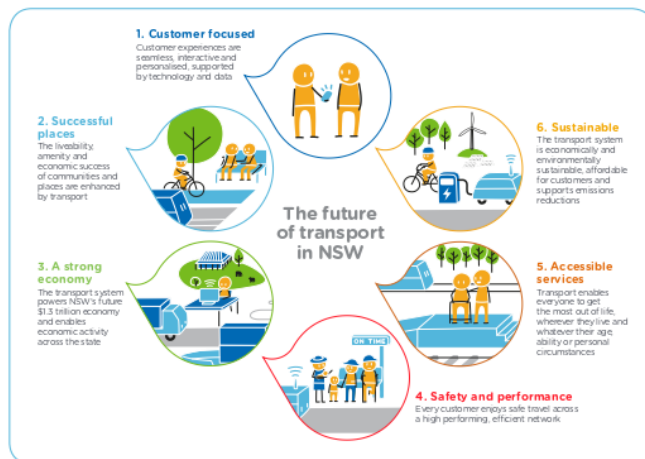 1. Customer focused
Customer experiences are
seamless, interactive and
personalised, supported
by technology and data
2. Successful
places
The liveability,
amenity and
economic success
of communities and
places are enhanced
by transport
3. A strong
economy
The transport system
powers NSW's future
$1.3 trillion economy
and enables
economic activity
across the state
The future
of transport
in NSW
ON TIME
4. Safety and performance
Every customer enjoys safe travel across
a high performing, efficient network
5. Accessible
services
Transport enables
everyone to get
the most out of life,
wherever they live and
whatever their age,
ability or personal
circumstances
6. Sustainable
The transport system
is economically and
environmentally
sustainable, affordable
for customers and
supports emissions
reductions